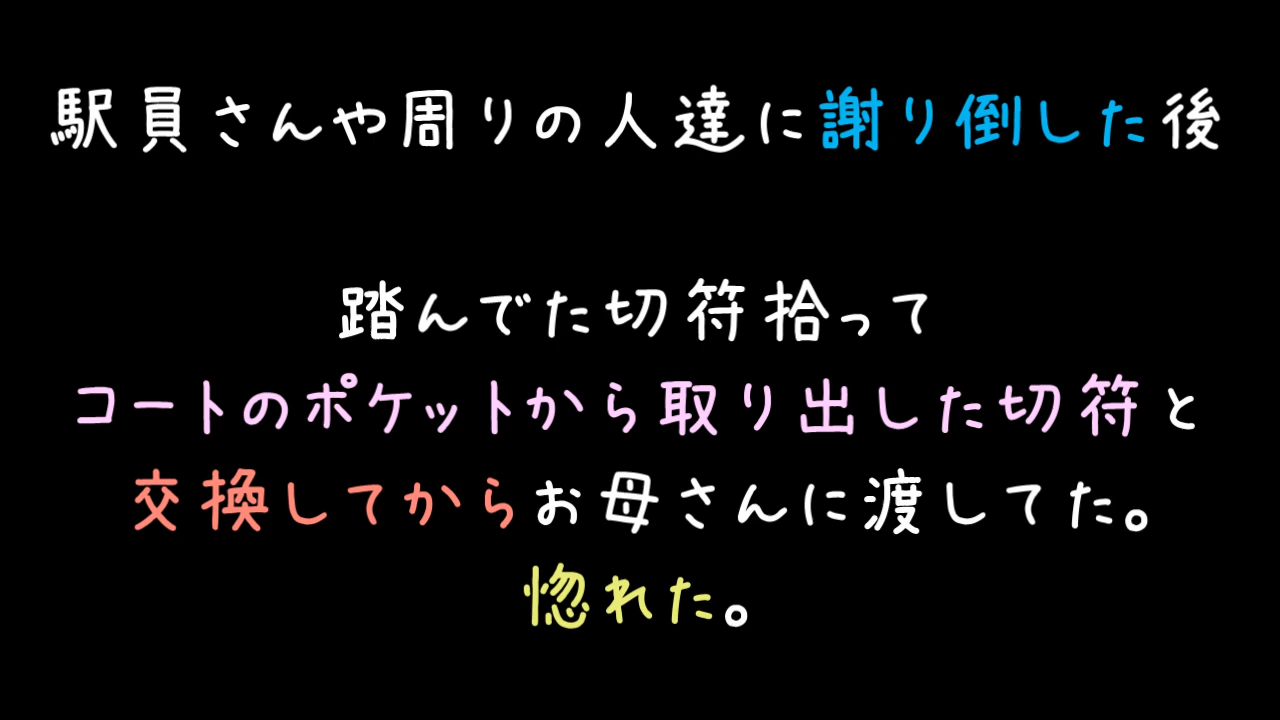 駅員さんや周りの人達に謝り倒した後
踏んでた切符拾って
コートのポケットから取り出した切符と
交換してからお母さんに渡してた。
惚れた。